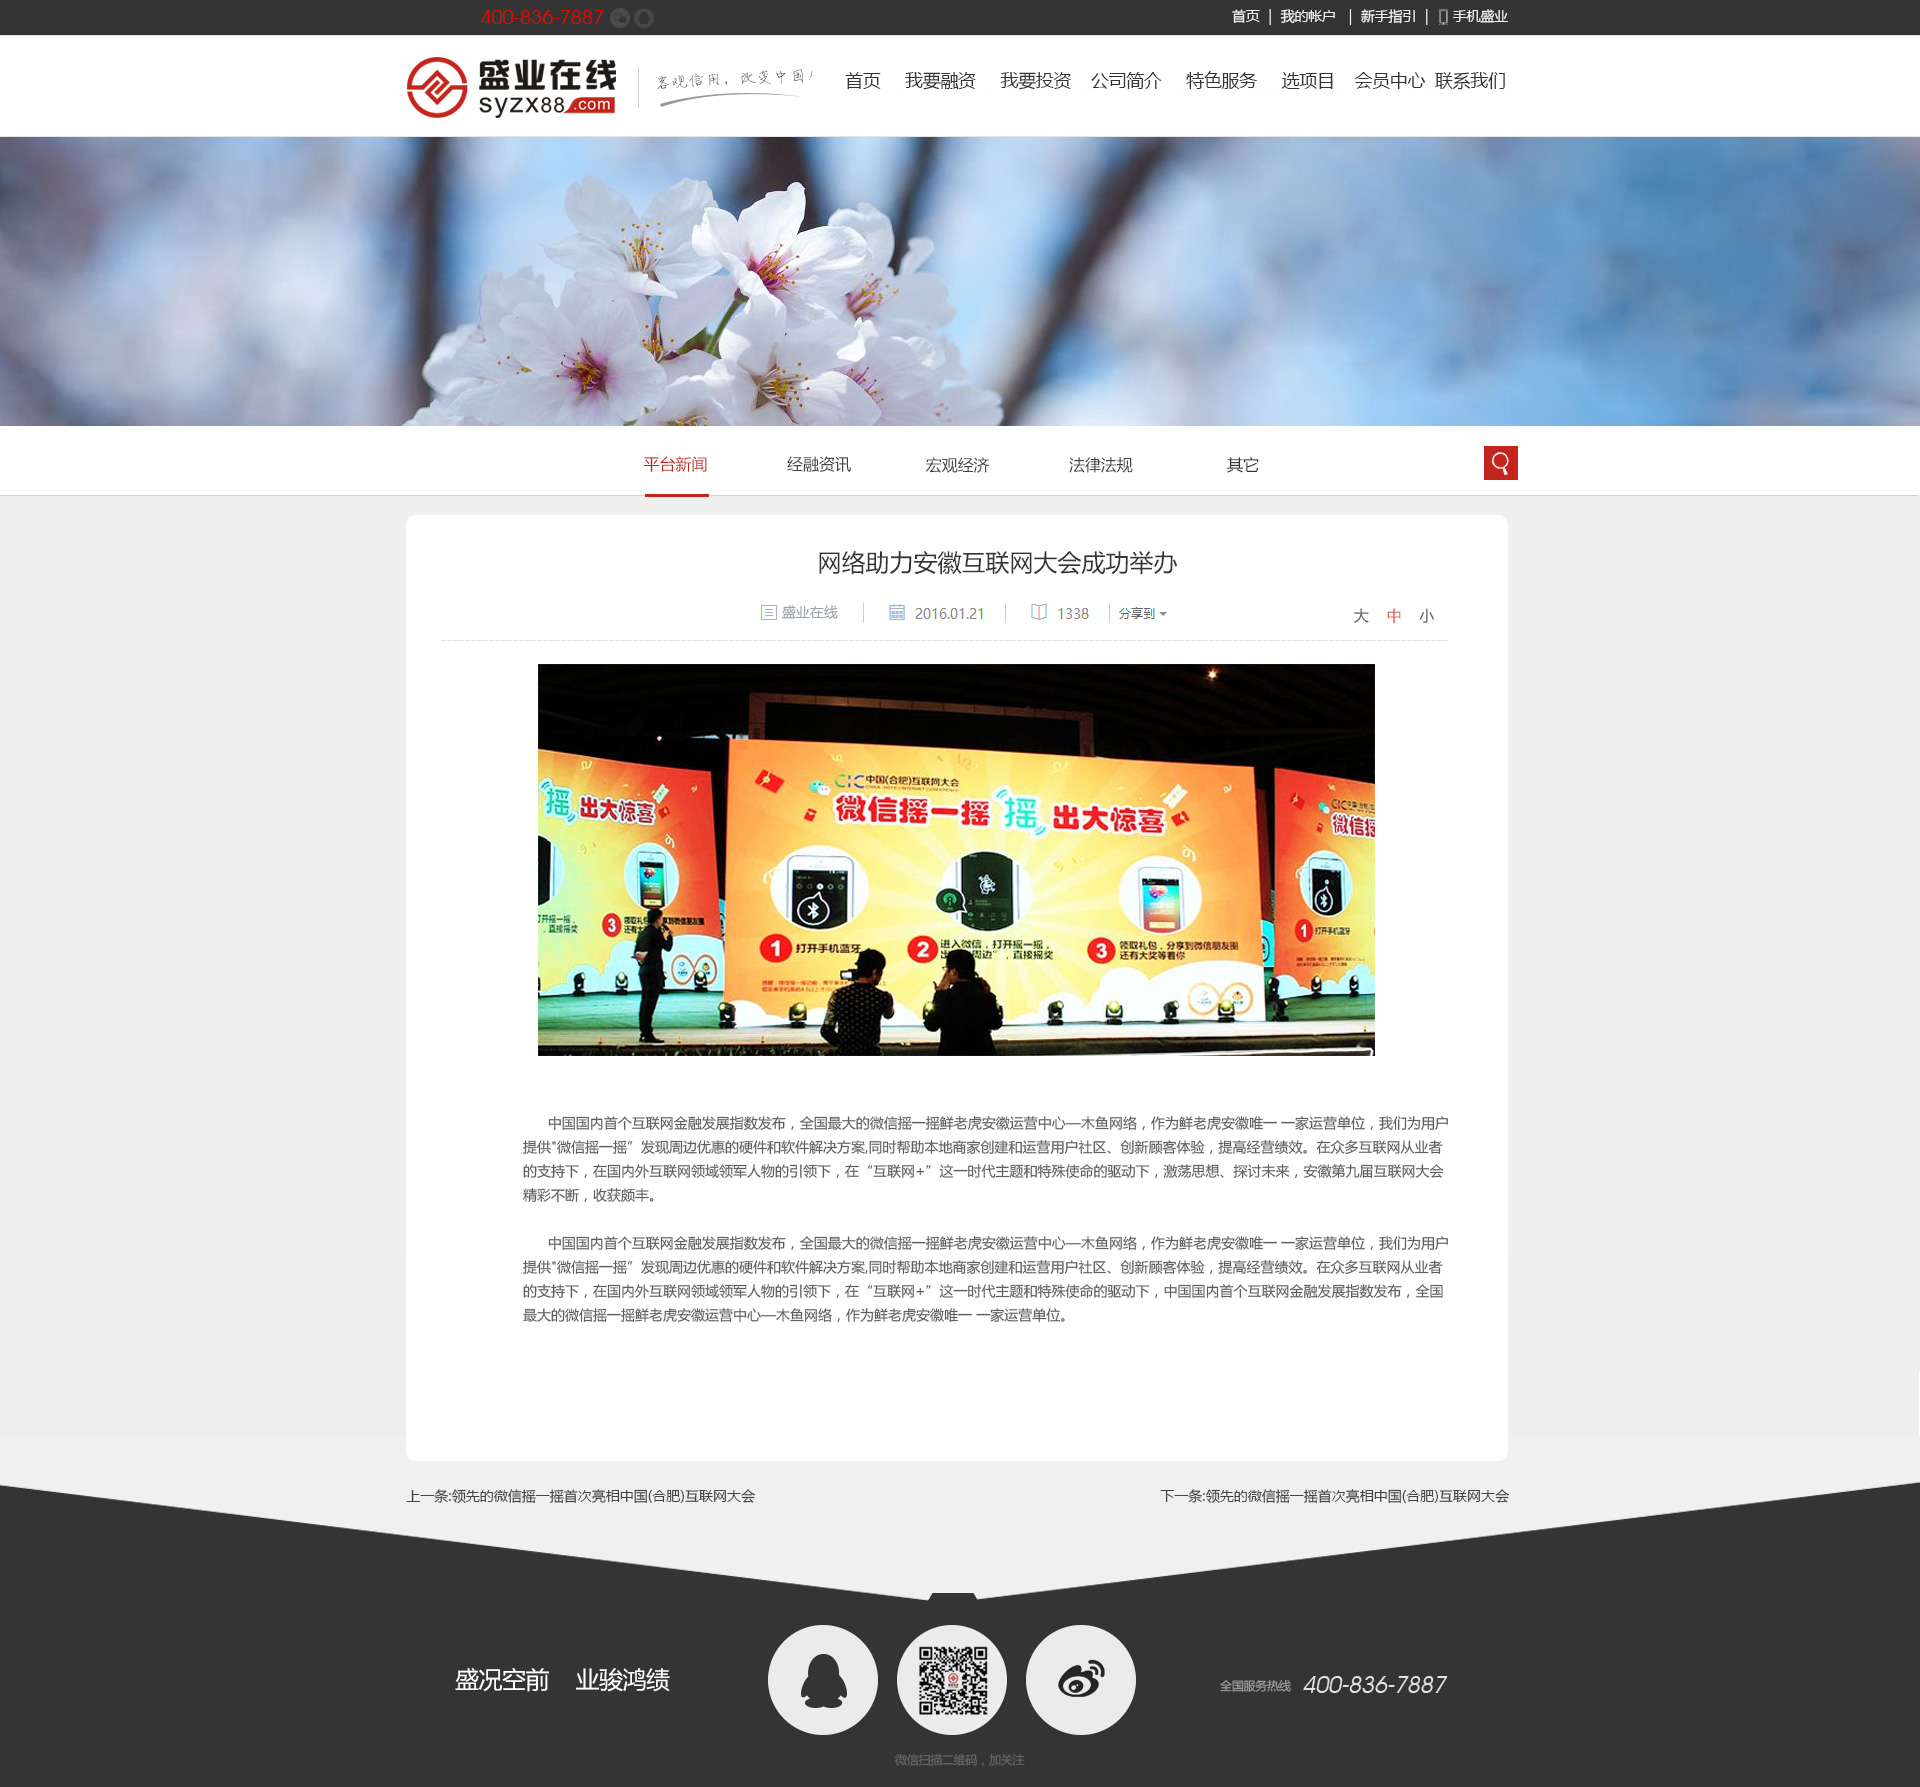 400-836-7887
首页 | 我的帐户 | 新手指引 | 手机盛业
盛业在线
syzx88.com
客观信用，改变中国！
首页 我要融资 我要投资 公司简介 特色服务 选项目 会员中心 联系我们
平台新闻 经融资讯 宏观经济 法律法规 其它
网络助力安徽互联网大会成功举办
盛业在线 2016.01.21 1338 分享到
大 中 小
CIC中国(合肥)互联网大会
微信摇一摇 摇出大惊喜
摇出大惊喜
微信摇
1 打开手机蓝牙
2 进入微信，打开摇一摇，
周边”，直接摇奖
3 领取礼包，分享到微信朋友圈
还有大奖等着你
3
，直接摇奖
还有大奖
1 打开手机蓝牙
中国国内首个互联网金融发展指数发布，全国最大的微信摇一摇鲜老虎安徽运营中心—木鱼网络，作为鲜老虎安徽唯一 一家运营单位，我们为用户
提供"微信摇一摇”发现周边优惠的硬件和软件解决方案,同时帮助本地商家创建和运营用户社区、创新顾客体验，提高经营绩效。在众多互联网从业者
的支持下，在国内外互联网领域领军人物的引领下，在“互联网+”这一时代主题和特殊使命的驱动下，激荡思想、探讨未来，安徽第九届互联网大会
精彩不断，收获颇丰。
中国国内首个互联网金融发展指数发布，全国最大的微信摇一摇鲜老虎安徽运营中心—木鱼网络，作为鲜老虎安徽唯一 一家运营单位，我们为用户
提供"微信摇一摇”发现周边优惠的硬件和软件解决方案,同时帮助本地商家创建和运营用户社区、创新顾客体验，提高经营绩效。在众多互联网从业者
的支持下，在国内外互联网领域领军人物的引领下，在“互联网+”这一时代主题和特殊使命的驱动下，中国国内首个互联网金融发展指数发布，全国
最大的微信摇一摇鲜老虎安徽运营中心—木鱼网络，作为鲜老虎安徽唯一 一家运营单位。
上一条:领先的微信摇一摇首次亮相中国(合肥)互联网大会
下一条:领先的微信摇一摇首次亮相中国(合肥)互联网大会
盛况空前 业骏鸿绩
全国服务热线 400-836-7887
微信扫描二维码，加关注